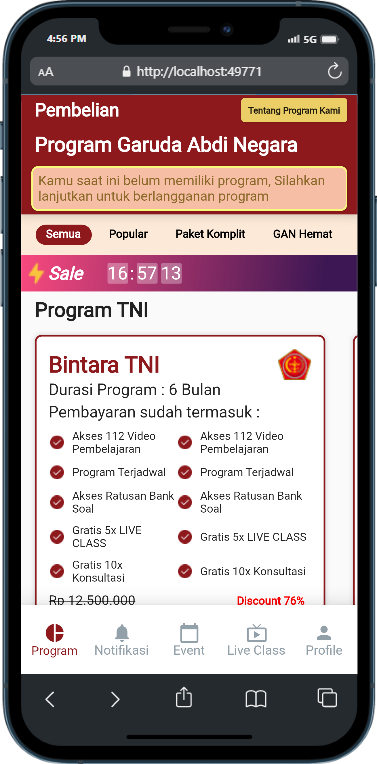 4:56 PM
5G
AA
http://localhost:49771
Pembelian
Tentang Program Kami
Program Garuda Abdi Negara
Kamu saat ini belum memiliki program, Silahkan
lanjutkan untuk berlangganan program
Semua Popular Paket Komplit GAN Hemat
Sale 16:57 13
Program TNI
Bintara TNI
Durasi Program : 6 Bulan
Pembayaran sudah termasuk :
Akses 112 Video
Pembelajaran
Akses 112 Video
Pembelajaran
Program Terjadwal
Program Terjadwal
Akses Ratusan Bank
Soal
Akses Ratusan Bank
Soal
Gratis 5x LIVE
CLASS
Gratis 5x LIVE CLASS
Gratis 10x
Konsultasi
Gratis 10x Konsultasi
Rp 12.500.000
Discount 76%
Program Notifikasi Event Live Class Profile